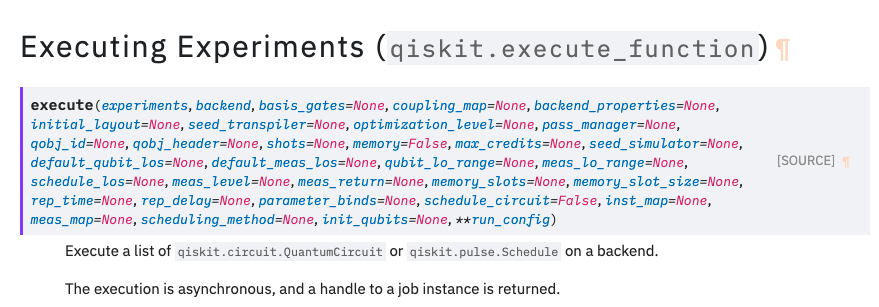 Executing Experiments (qiskit.execute_function)¶
execute(experiments, backend, basis_gates=None, coupling_map=None, backend_properties=None,
initial_layout=None, seed_transpiler=None, optimization_level=None, pass_manager=None,
qobj_id=None, qobj_header=None, shots=None, memory=False, max_credits=None, seed_simulator=None,
default_qubit_los=None, default_meas_los=None, qubit_lo_range=None, meas_lo_range=None,
schedule_los=None, meas_level=None, meas_return=None, memory_slots=None, memory_slot_size=None,
rep_time=None, rep_delay=None, parameter_binds=None, schedule_circuit=False, inst_map=None,
meas_map=None, scheduling_method=None, init_qubits=None, **run_config)
[SOURCE] ¶
Execute a list of qiskit.circuit.QuantumCircuit or qiskit.pulse.Schedule on a backend.
The execution is asynchronous, and a handle to a job instance is returned.